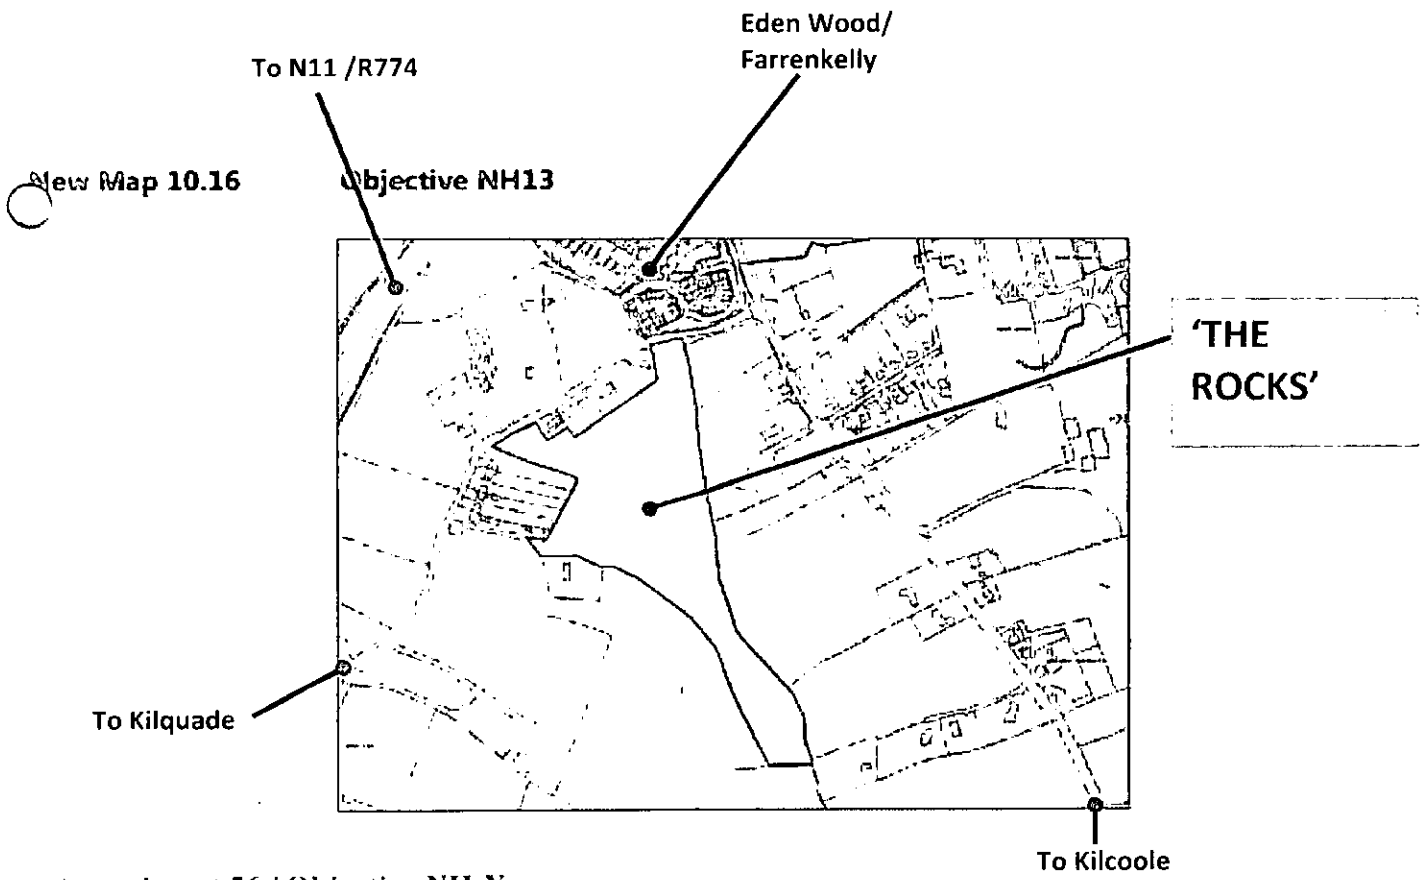 Eden Wood/
Farrenkelly
To N11 /R774
New Map 10.16 Objective NH13
'THE
ROCKS'
To Kilquade
To Kilcoole